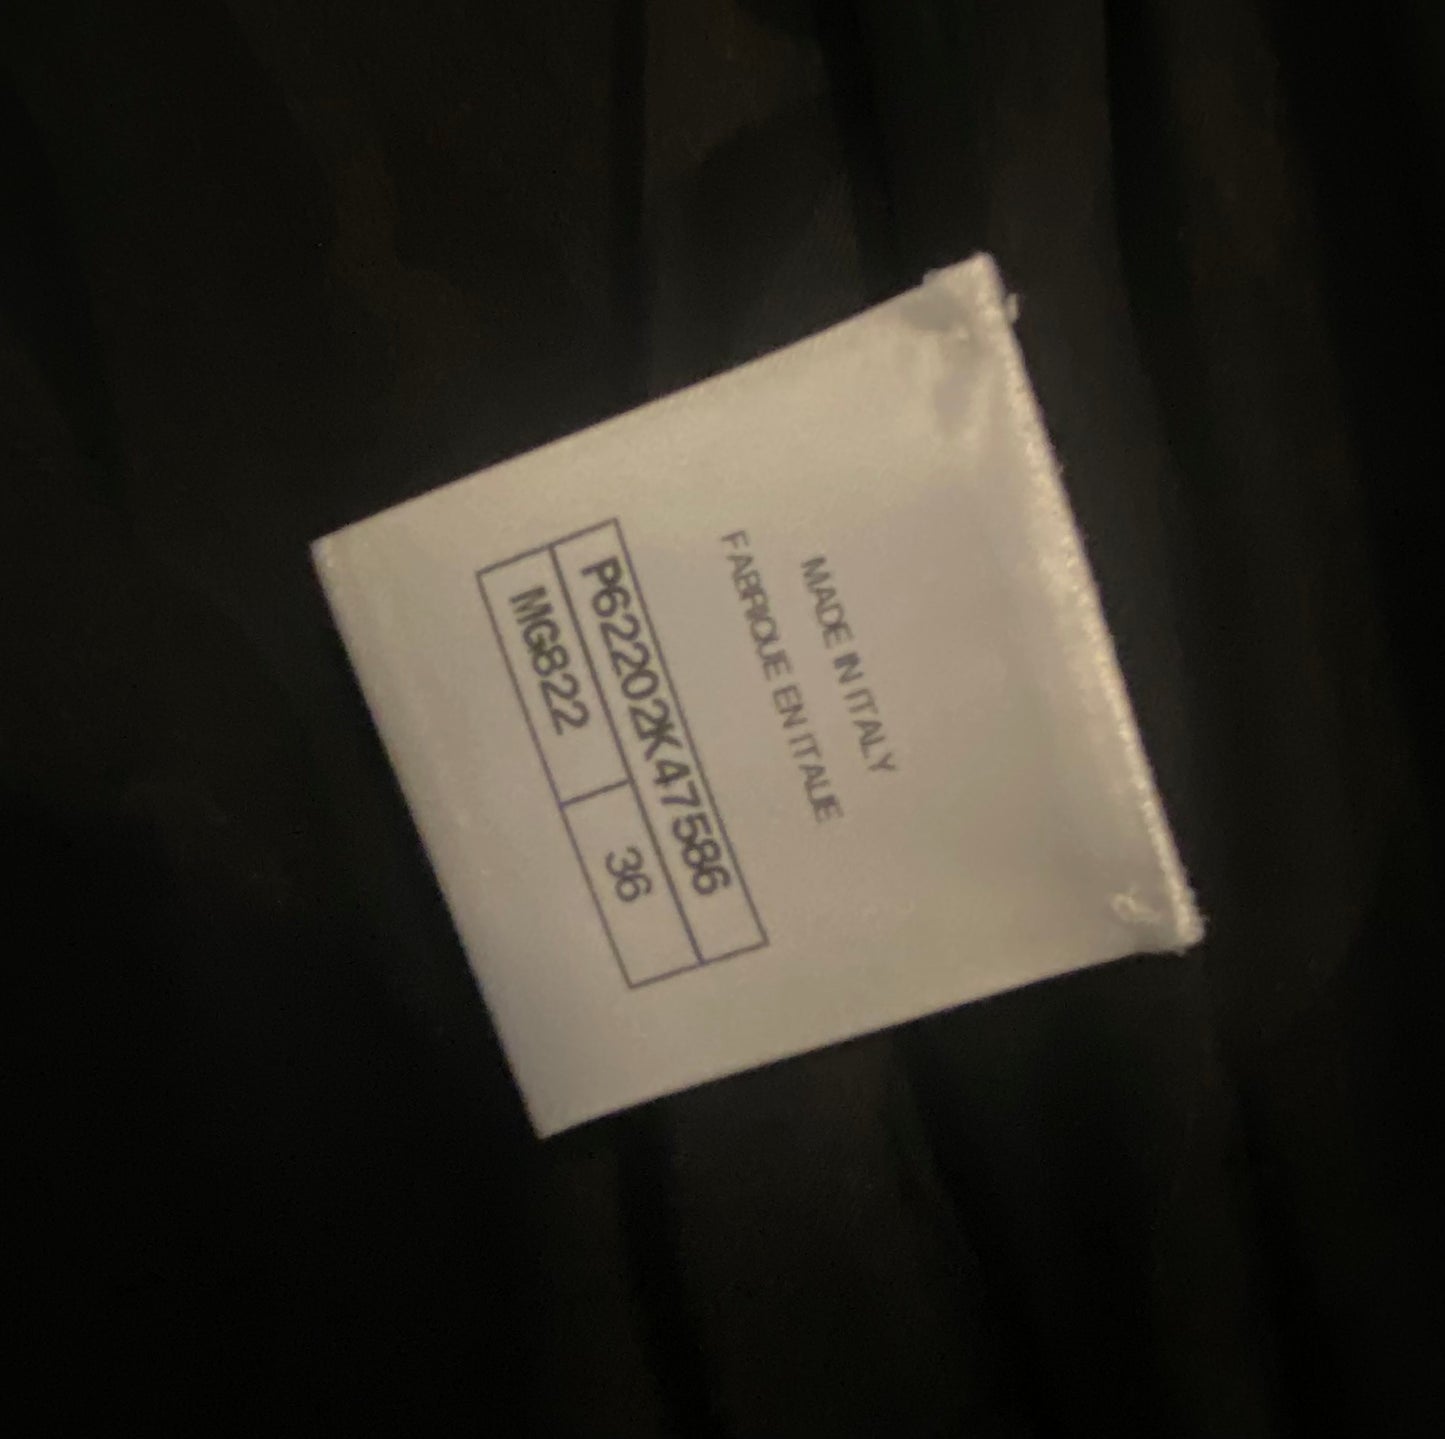 MADE IN ITALY
FABRIQUE EN ITALIE
P62202K47586
MG822
36